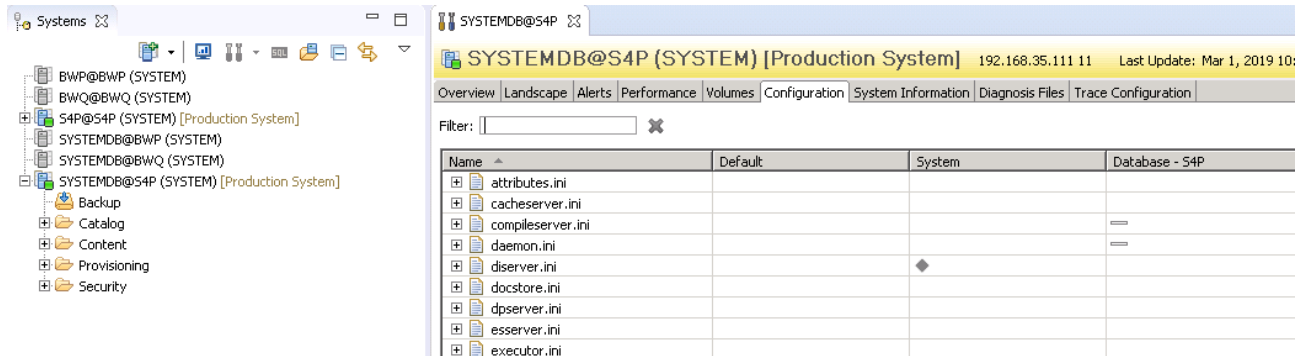 Systems
SQL
BWP@BWP (SYSTEM)
BWQ@BWQ (SYSTEM)
S4P@S4P (SYSTEM) [Production System]
SYSTEMDB@BWP (SYSTEM)
SYSTEMDB@BWQ (SYSTEM)
SYSTEMDB@S4P (SYSTEM) [Production System]
Backup
Catalog
Content
Provisioning
Security
SYSTEMDB@S4P
SYSTEMDB@S4P (SYSTEM) [Production System] 192.168.35.111 11 Last Update: Mar 1, 2019 10:
Overview Landscape Alerts Performance Volumes Configuration System Information Diagnosis Files Trace Configuration
Filter:
Name Default System Database - S4P
attributes.ini
cacheserver.ini
compileserver.ini
daemon.ini
diserver.ini
docstore.ini
dpserver.ini
esserver.ini
executor.ini